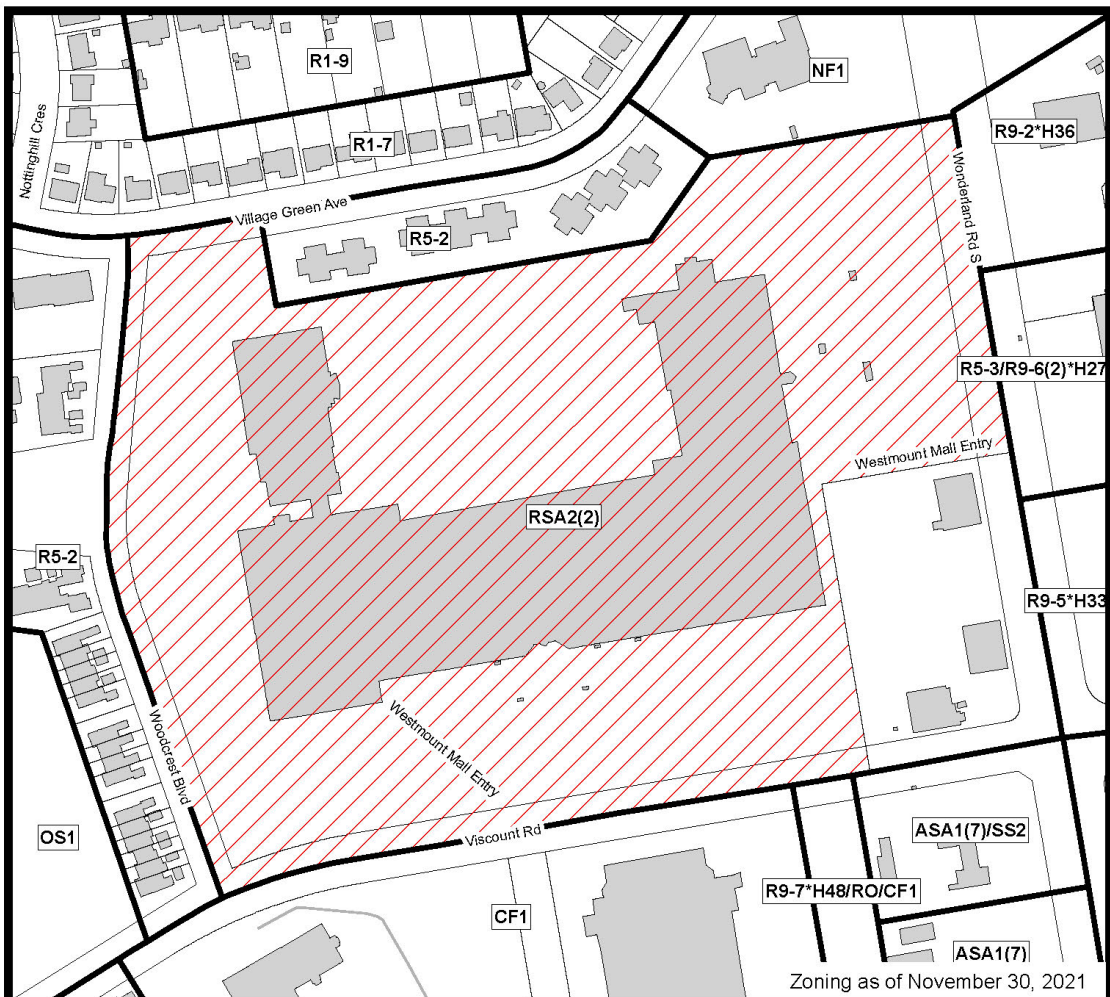 R1-9
NF1
R9-2*H36
R1-7
Nottinghill Cres
Wonderland Rd S
Village Green Ave
R5-2
R5-3/R9-6(2)*H27
Westmount Mall Entry
RSA2(2)
R5-2
R9-5*H33
Woodcrest Blvd
Westmount Mall Entry
OS1
Viscount Rd
ASA1(7)/SS2
R9-7*H48/RO/CF1
CF1
ASA1(7)
Zoning as of November 30, 2021